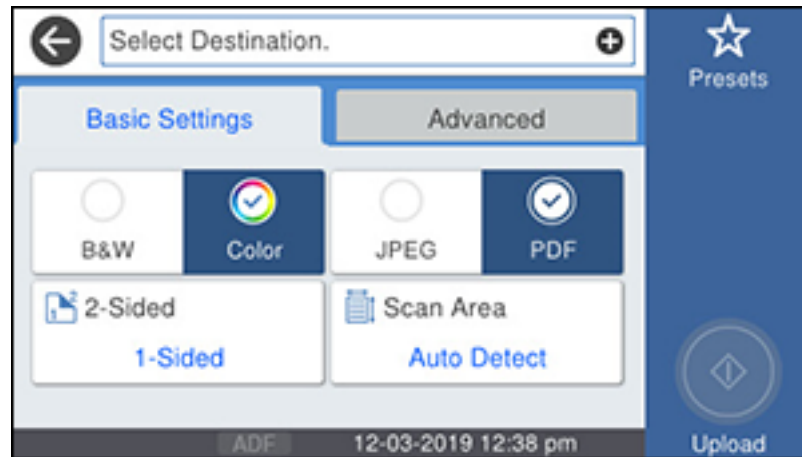 Select Destination.
Presets
Basic Settings
Advanced
B&W
Color
JPEG
PDF
2-Sided
1-Sided
Scan Area
Auto Detect
ADF
12-03-2019 12:38 pm
Upload